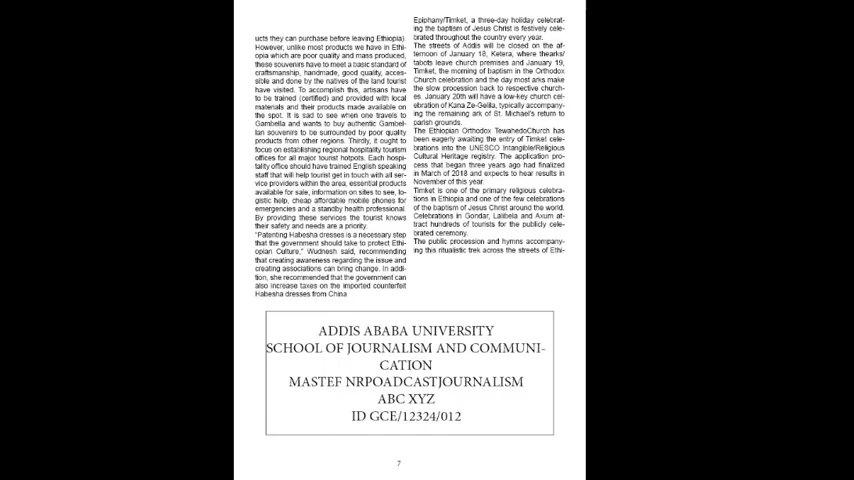 ucts they can purchase before leaving Ethiopia).
However, unlike most products we have in Ethi-
opia which are poor quality and mass produced,
these souvenirs have to meet a basic standard of
craftsmanship, handmade, good quality, acces-
sible and done by the natives of the land tourist
have visited. To accomplish this, artisans have
to be trained (certified) and provided with local
materials and their products made available on
the spot. It is sad to see when one travels to
Gambella and wants to buy authentic Gambel-
lan souvenirs to be surrounded by poor quality
products from other regions. Thirdly, it ought to
focus on establishing regional hospitality tourism
offices for all major tourist hotpots. Each hospi-
tality office should have trained English speaking
staff that will help tourist get in touch with all ser-
vice providers within the area, essential products
available for sale, information on sites to see, lo-
gistic help, cheap affordable mobile phones for
emergencies and a standby health professional.
By providing these services the tourist knows
their safety and needs are a priority.
"Patenting Habesha dresses is a necessary step
that the government should take to protect Ethi-
opian Culture," Wudnesh said, recommending
that creating awareness regarding the issue and
creating associations can bring change. In addi-
tion, she recommended that the government can
also increase taxes on the imported counterfeit
Habesha dresses from China
Epiphany/Timket, a three-day holiday celebrat-
ing the baptism of Jesus Christ is festively cele-
brated throughout the country every year.
The streets of Addis will be closed on the af-
ternoon of January 18, Ketera, where thearks/
tabots leave church premises and January 19,
Timket, the morning of baptism in the Orthodox
Church celebration and the day most arks make
the slow procession back to respective church-
es. January 20th will have a low-key church cel-
ebration of Kana Ze-Gelila, typically accompany-
ing the remaining ark of St. Michael's return to
parish grounds.
The Ethiopian Orthodox TewahedoChurch has
been eagerly awaiting the entry of Timket cele-
brations into the UNESCO Intangible/Religious
Cultural Heritage registry. The application pro-
cess that began three years ago had finalized
in March of 2018 and expects to hear results in
November of this year.
Timket is one of the primary religious celebra-
tions in Ethiopia and one of the few celebrations
of the baptism of Jesus Christ around the world.
Celebrations in Gondar, Lalibela and Axum at-
tract hundreds of tourists for the publicly cele-
brated ceremony.
The public procession and hymns accompany-
ing this ritualistic trek across the streets of Ethi-
ADDIS ABABA UNIVERSITY
SCHOOL OF JOURNALISM AND COMMUNI-
CATION
MASTEF NRPOADCASTJOURNALISM
ABC XYZ
ID GCE/12324/012
7